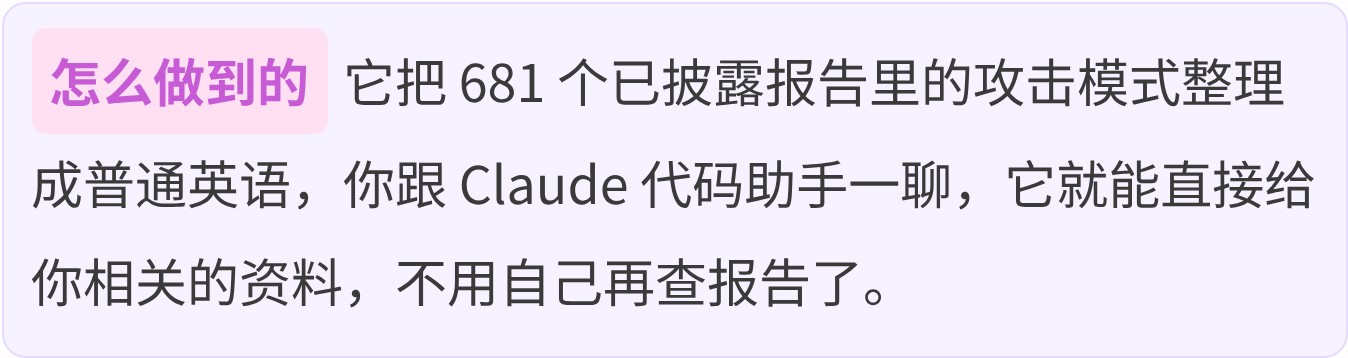 怎么做到的 它把 681 个已披露报告里的攻击模式整理
成普通英语，你跟 Claude 代码助手一聊，它就能直接给
你相关的资料，不用自己再查报告了。